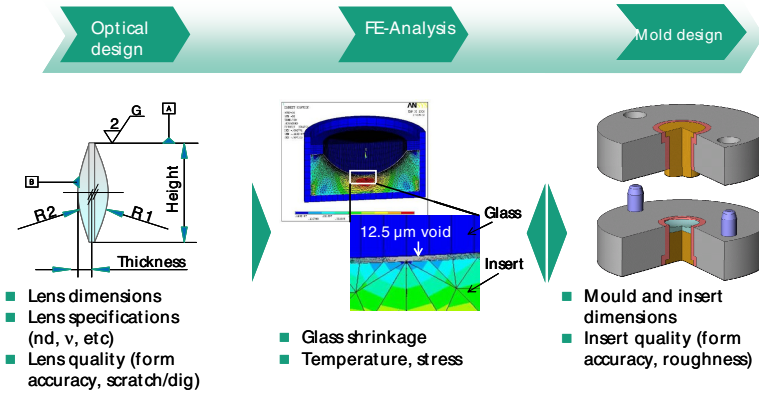 Optical
design
FE-Analysis
Mold design
2
G
A
B
R2
R1
Height
Thickness
AN
Glass
12.5 µm void
Insert
Lens dimensions
Lens specifications
(nd, ν, etc)
Lens quality (form
accuracy, scratch/dig)
Glass shrinkage
Temperature, stress
Mould and insert
dimensions
Insert quality (form
accuracy, roughness)